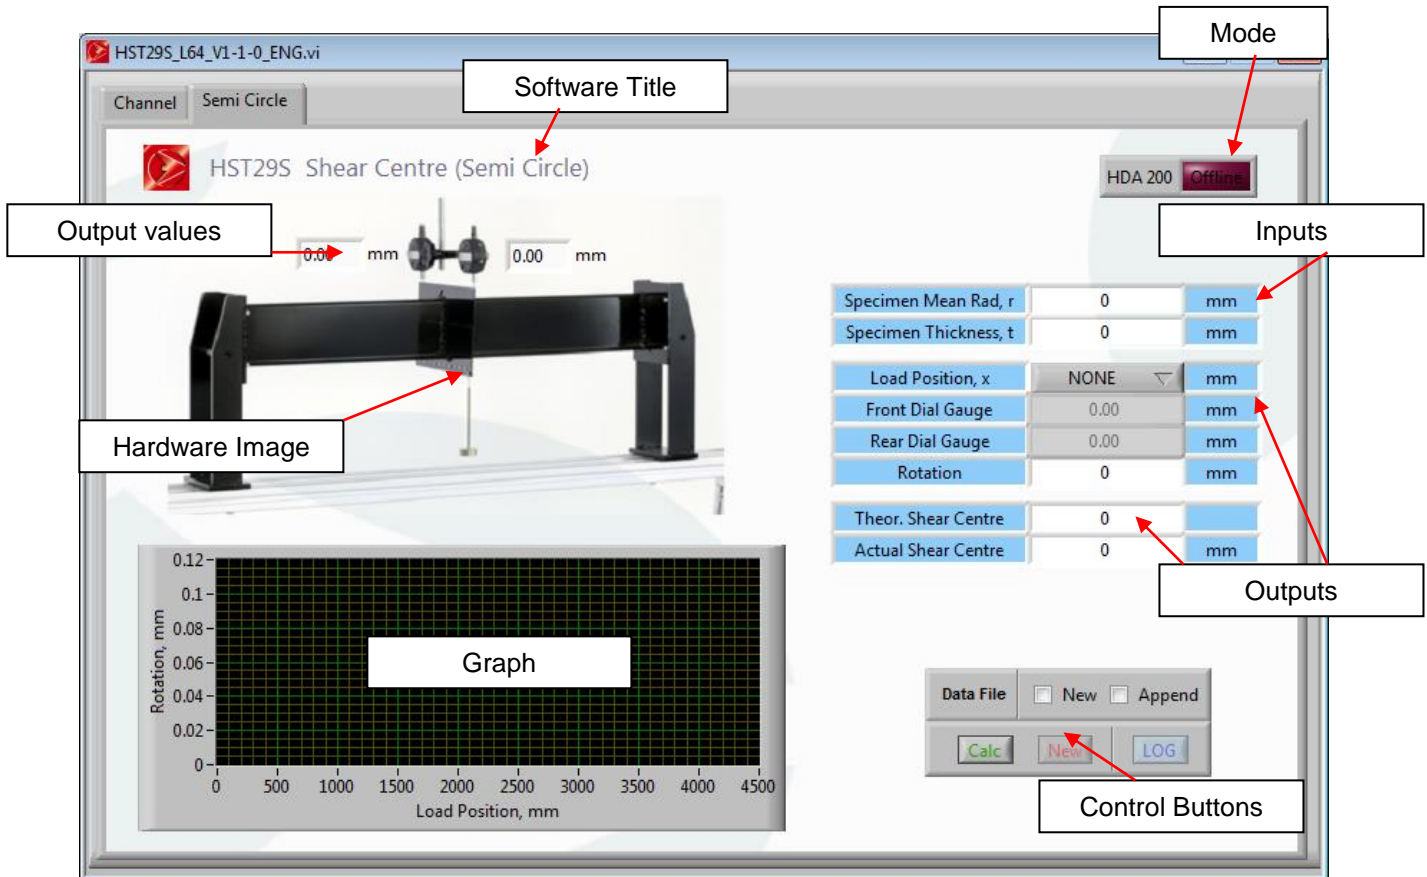 Mode
HST29S_L64_V1-1-0_ENG.vi
Software Title
Channel
Semi Circle
HST29S Shear Centre (Semi Circle)
HDA 200
Offline
Output values
Inputs
0.00 mm
0.00 mm
Specimen Mean Rad, r 0 mm
Specimen Thickness, t 0 mm
Load Position, x NONE mm
Front Dial Gauge 0.00 mm
Rear Dial Gauge 0.00 mm
Rotation 0 mm
Hardware Image
Theor. Shear Centre 0
Actual Shear Centre 0 mm
Outputs
0.12
0.1
0.08
0.06
0.04
0.02
0
Rotation, mm
Graph
0 500 1000 1500 2000 2500 3000 3500 4000 4500
Load Position, mm
Data File New Append
Calc New LOG
Control Buttons